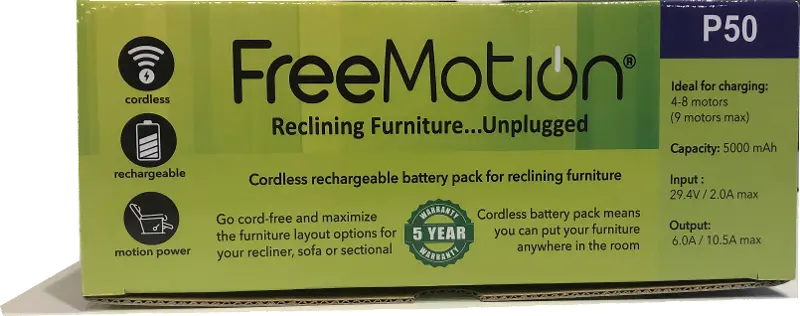 FreeMotion®
Reclining Furniture...Unplugged
cordless
rechargeable
motion power
Cordless rechargeable battery pack for reclining furniture
Go cord-free and maximize
the furniture layout options for
your recliner, sofa or sectional
WARRANTY
5 YEAR
WARRANTY
Cordless battery pack means
you can put your furniture
anywhere in the room
P50
Ideal for charging:
4-8 motors
(9 motors max)
Capacity: 5000 mAh
Input :
29.4V / 2.0A max
Output:
6.0A / 10.5A max